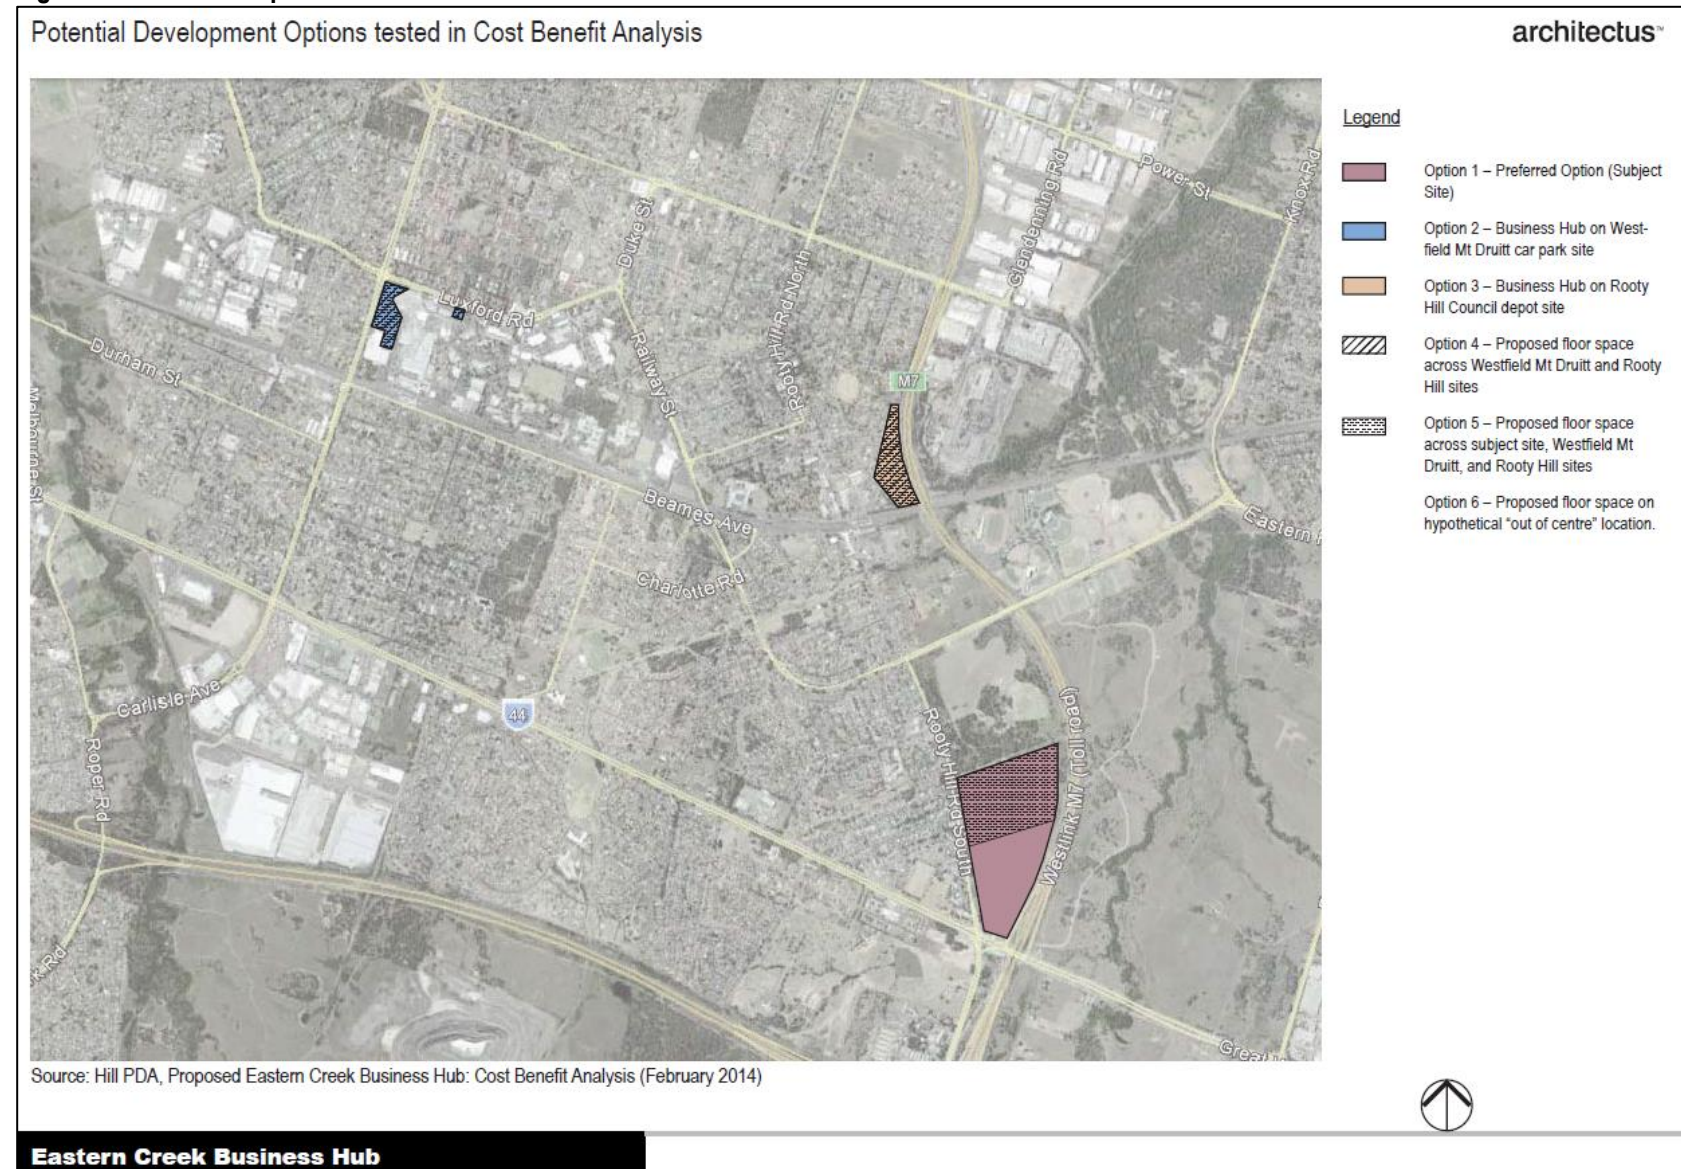 Potential Development Options tested in Cost Benefit Analysis
architectus™
Legend
Option 1 – Preferred Option (Subject
Site)
Option 2 – Business Hub on West-
field Mt Druitt car park site
Option 3 – Business Hub on Rooty
Hill Council depot site
Option 4 – Proposed floor space
across Westfield Mt Druitt and Rooty
Hill sites
Option 5 – Proposed floor space
across subject site, Westfield Mt
Druitt, and Rooty Hill sites
Option 6 – Proposed floor space on
hypothetical "out of centre" location.
Power St
Knox Rd
Glendenning Rd
Duke St
Rooty Hill Rd North
Luxford Rd
Railway St
Durham St
M7
Melbourne St
Beames Ave
Eastern
Charlotte Rd
Carlisle Ave
44
Roper Rd
Rooty Hill Rd South
Westlink M7 (Toll road)
Rd
Great
Source: Hill PDA, Proposed Eastern Creek Business Hub: Cost Benefit Analysis (February 2014)
Eastern Creek Business Hub